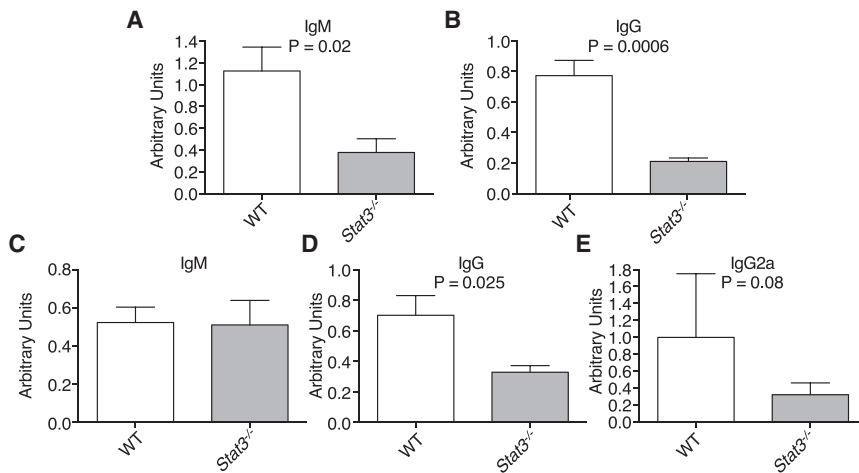 A
IgM
P = 0.02
Arbitrary Units
1.4
1.2
1.0
0.8
0.6
0.4
0.2
0.0
WT
Stat3-/-
B
IgG
P = 0.0006
Arbitrary Units
1.0
0.8
0.6
0.4
0.2
0.0
WT
Stat3-/-
C
IgM
Arbitrary Units
0.8
0.6
0.4
0.2
0.0
WT
Stat3-/-
D
IgG
P = 0.025
Arbitrary Units
1.0
0.8
0.6
0.4
0.2
0.0
WT
Stat3-/-
E
IgG2a
P = 0.08
Arbitrary Units
1.8
1.6
1.4
1.2
1.0
0.8
0.6
0.4
0.2
0.0
WT
Stat3-/-